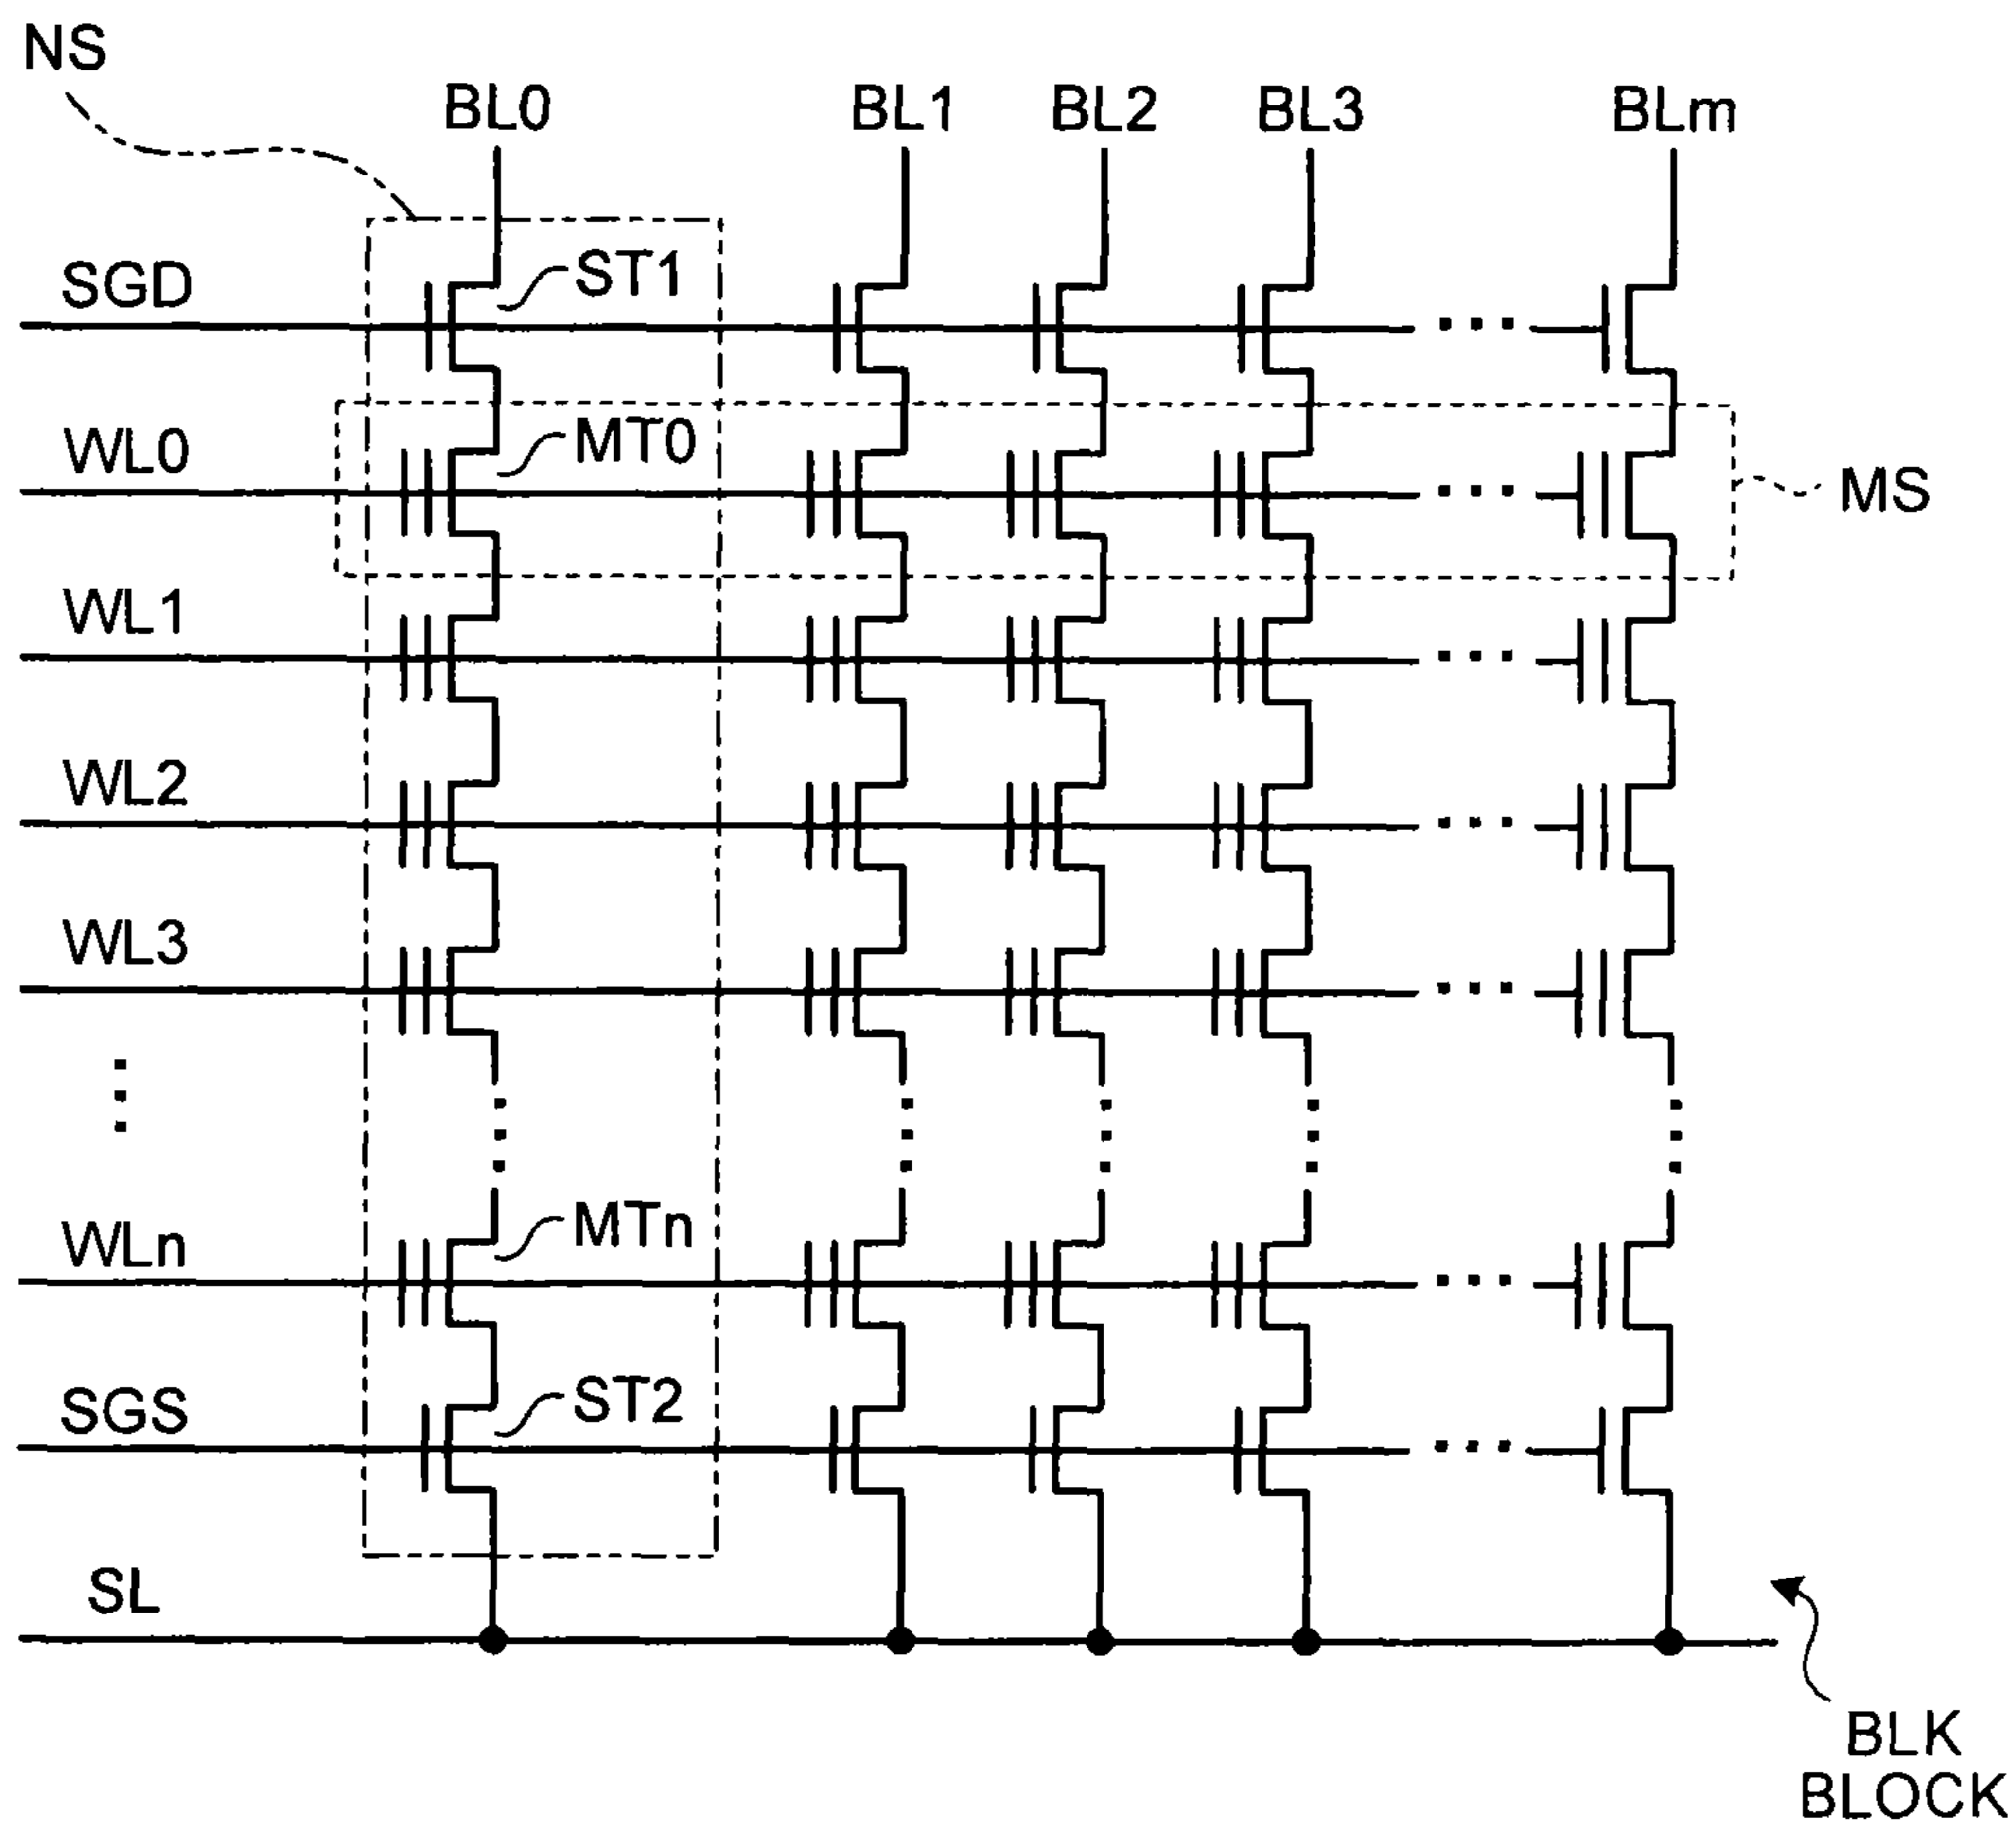 NS
BL0 BL1 BL2 BL3 BLm
SGD
ST1
WL0
MT0
MS
WL1
WL2
WL3
WLn
MTn
SGS
ST2
SL
BLK
BLOCK